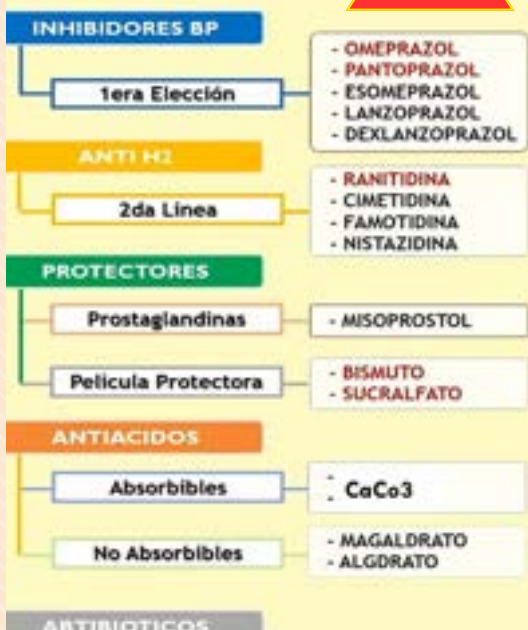 INHIBIDORES BP
1era Elección
- OMEPRAZOL
- PANTOPRAZOL
- ESOMEPRAZOL
- LANZOPRAZOL
- DEXLANZOPRAZOL
ANTI H2
2da Linea
- RANITIDINA
- CIMETIDINA
- FAMOTIDINA
- NISTAZIDINA
PROTECTORES
Prostaglandinas
- MISOPROSTOL
Pelicula Protectora
- BISMUTO
- SUCRALFATO
ANTIACIDOS
Absorbibles
- CaCo3
-
No Absorbibles
- MAGALDRATO
- ALGDRATO
ABTIBIOTICOS